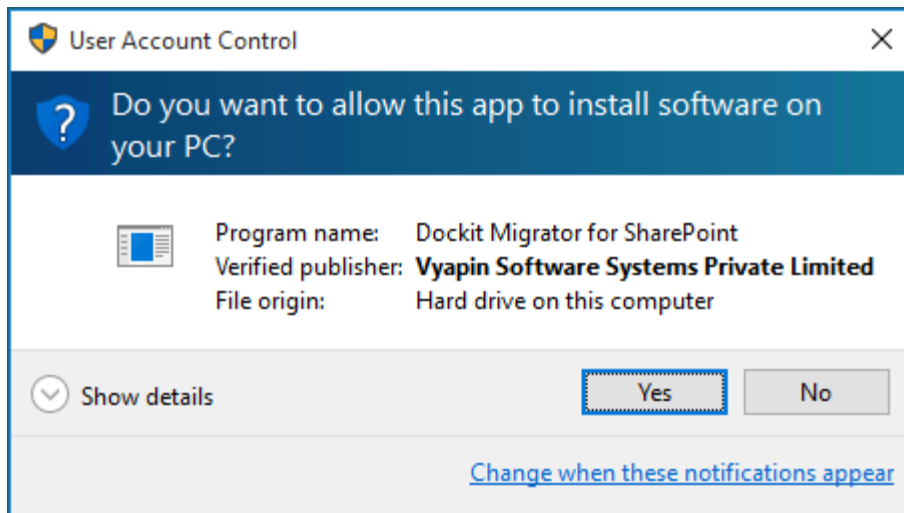 User Account Control
Do you want to allow this app to install software on
your PC?
Program name: Dockit Migrator for SharePoint
Verified publisher: Vyapin Software Systems Private Limited
File origin: Hard drive on this computer
Show details
Yes
No
Change when these notifications appear